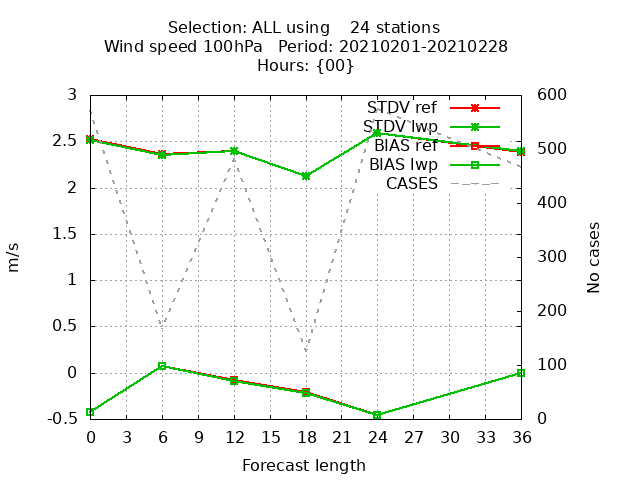 Selection: ALL using    24 stations
Wind speed 100hPa   Period: 20210201-20210228
Hours: {00}
3
2.5
2
1.5
1
0.5
0
-0.5
m/s
600
500
400
300
200
100
0
No cases
STDV ref
STDV lwp
BIAS ref
BIAS lwp
CASES
0 3 6 9 12 15 18 21 24 27 30 33 36
Forecast length